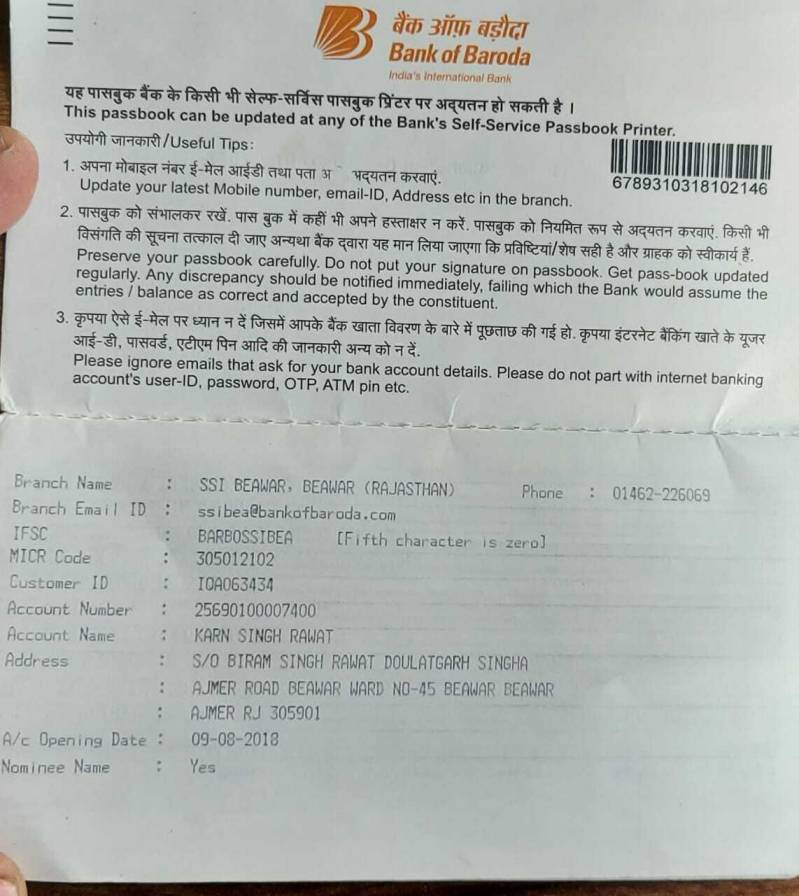 बैंक ऑफ़ बड़ौदा
Bank of Baroda
India's International Bank
यह पासबुक बैंक के किसी भी सेल्फ-सर्विस पासबुक प्रिंटर पर अद्यतन हो सकती है ।
This passbook can be updated at any of the Bank's Self-Service Passbook Printer.
उपयोगी जानकारी/Useful Tips:
6789310318102146
1. अपना मोबाइल नंबर ई-मेल आईडी तथा पता करवाएं.
Update your latest Mobile number, email-ID, Address etc in the branch.
2. पासबुक को संभालकर रखें. पास बुक में कहीं भी अपने हस्ताक्षर न करें. पासबुक को नियमित रूप से अद्यतन करवाएं. किसी भी
विसंगति की सूचना तत्काल दी जाए अन्यथा बैंक द्वारा यह मान लिया जाएगा कि प्रविष्टियां/शेष सही है और ग्राहक को स्वीकार्य हैं.
Preserve your passbook carefully. Do not put your signature on passbook. Get pass-book updated
regularly. Any discrepancy should be notified immediately, failing which the Bank would assume the
entries / balance as correct and accepted by the constituent.
3. कृपया ऐसे ई-मेल पर ध्यान न दें जिसमें आपके बैंक खाता विवरण के बारे में पूछताछ की गई हो. कृपया इंटरनेट बैंकिंग खाते के यूजर
आई-डी, पासवर्ड, एटीएम पिन आदि की जानकारी अन्य को न दें.
Please ignore emails that ask for your bank account details. Please do not part with internet banking
account's user-ID, password, OTP, ATM pin etc.
Branch Name : SSI BEAWAR, BEAWAR (RAJASTHAN) Phone : 01462-226069
Branch Email ID : ssibea@bankofbaroda.com
IFSC : BARB0SSIBEA [Fifth character is zero]
MICR Code : 305012102
Customer ID : IOA063434
Account Number : 25690100007400
Account Name : KARN SINGH RAWAT
Address : S/O BIRAM SINGH RAWAT DOULATGARH SINGHA
: AJMER ROAD BEAWAR WARD NO-45 BEAWAR BEAWAR
: AJMER RJ 305901
A/c Opening Date : 09-08-2018
Nominee Name : Yes